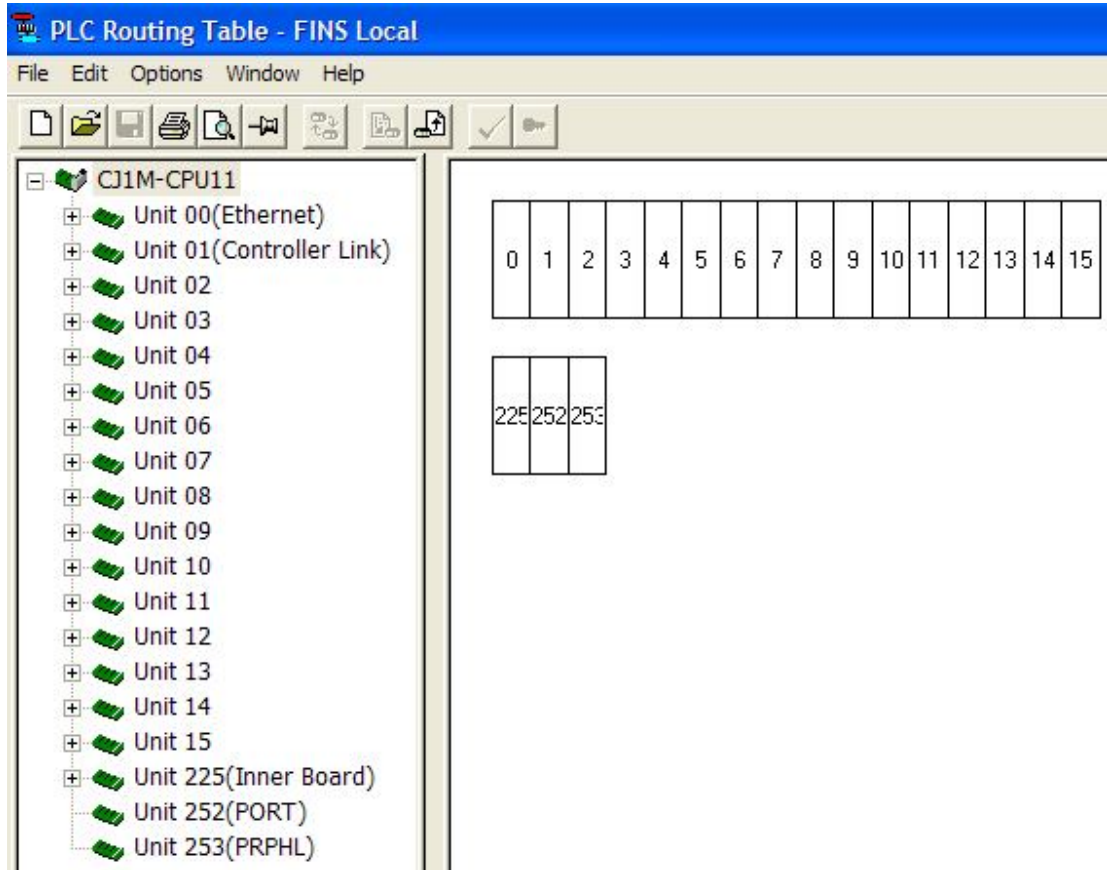 PLC Routing Table - FINS Local
File Edit Options Window Help
CJ1M-CPU11
Unit 00(Ethernet)
Unit 01(Controller Link)
Unit 02
Unit 03
Unit 04
Unit 05
Unit 06
Unit 07
Unit 08
Unit 09
Unit 10
Unit 11
Unit 12
Unit 13
Unit 14
Unit 15
Unit 225(Inner Board)
Unit 252(PORT)
Unit 253(PRPHL)
0 1 2 3 4 5 6 7 8 9 10 11 12 13 14 15
225 252 253